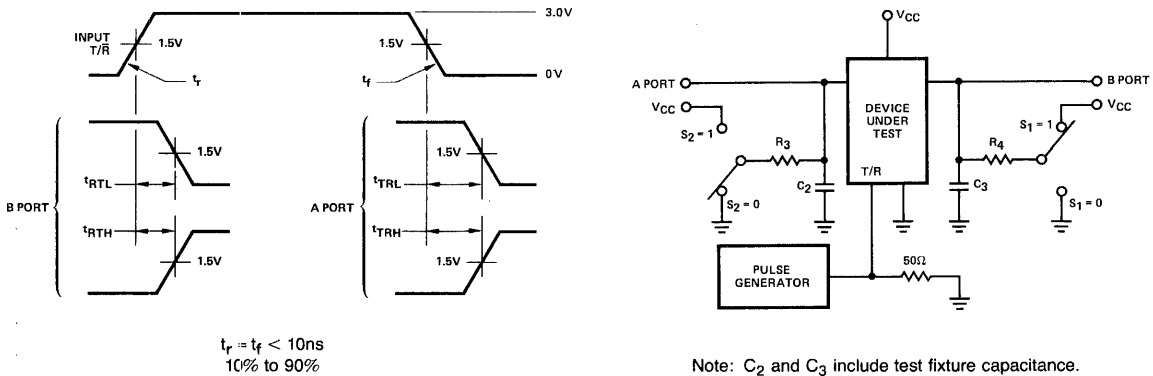 INPUT
T/R̅
1.5V
t_r
1.5V
t_f
3.0V
0V
B PORT
1.5V
t_RTL
t_RTH
1.5V
A PORT
1.5V
t_TRL
t_TRH
1.5V
t_r = t_f < 10ns
10% to 90%
V_CC
A PORT
B PORT
V_CC
S_2 = 1
R_3
C_2
S_2 = 0
DEVICE
UNDER
TEST
T/R
V_CC
S_1 = 1
R_4
C_3
S_1 = 0
PULSE
GENERATOR
50Ω
Note: C_2 and C_3 include test fixture capacitance.